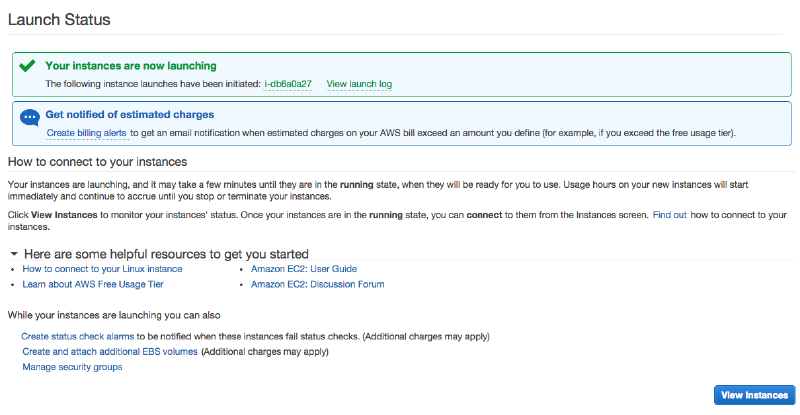 Launch Status
Your instances are now launching
The following instance launches have been initiated: i-db6a0a27 View launch log
Get notified of estimated charges
Create billing alerts to get an email notification when estimated charges on your AWS bill exceed an amount you define (for example, if you exceed the free usage tier).
How to connect to your instances
Your instances are launching, and it may take a few minutes until they are in the running state, when they will be ready for you to use. Usage hours on your new instances will start
immediately and continue to accrue until you stop or terminate your instances.
Click View Instances to monitor your instances' status. Once your instances are in the running state, you can connect to them from the Instances screen. Find out how to connect to your
instances.
Here are some helpful resources to get you started
• How to connect to your Linux instance
• Amazon EC2: User Guide
• Learn about AWS Free Usage Tier
• Amazon EC2: Discussion Forum
While your instances are launching you can also
Create status check alarms to be notified when these instances fail status checks. (Additional charges may apply)
Create and attach additional EBS volumes (Additional charges may apply)
Manage security groups
View Instances